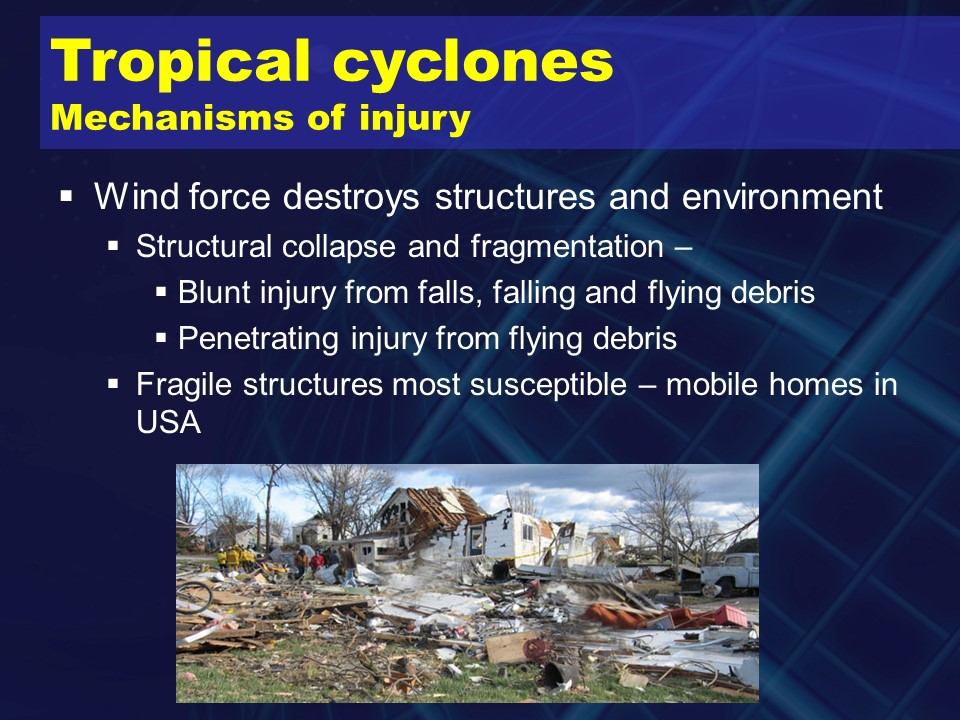 Tropical cyclones
Mechanisms of injury
▪ Wind force destroys structures and environment
▪ Structural collapse and fragmentation –
▪ Blunt injury from falls, falling and flying debris
▪ Penetrating injury from flying debris
▪ Fragile structures most susceptible – mobile homes in
USA